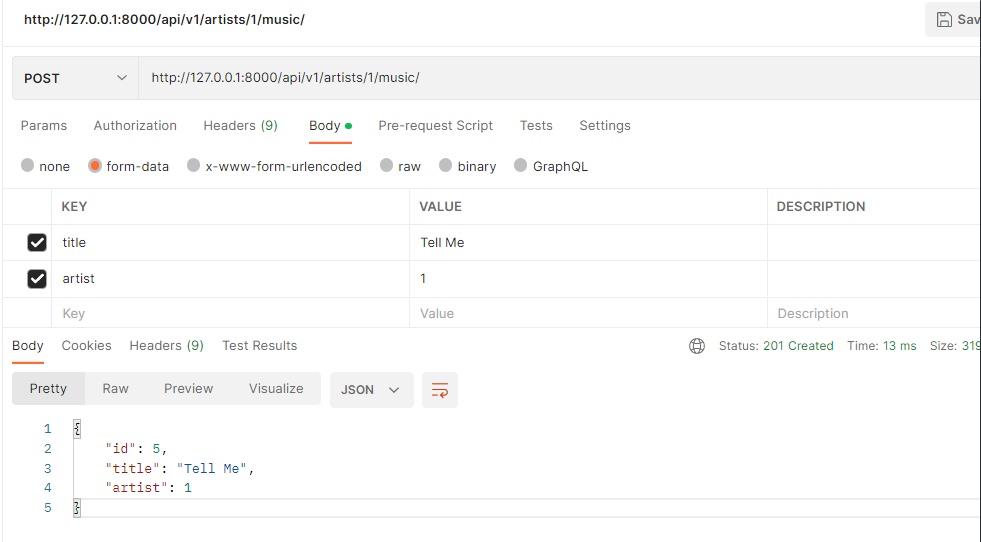 http://127.0.0.1:8000/api/v1/artists/1/music/
Sav
POST http://127.0.0.1:8000/api/v1/artists/1/music/
Params Authorization Headers (9) Body Pre-request Script Tests Settings
none form-data x-www-form-urlencoded raw binary GraphQL
KEY VALUE DESCRIPTION
title Tell Me
artist 1
Key Value Description
Body Cookies Headers (9) Test Results Status: 201 Created Time: 13 ms Size: 319
Pretty Raw Preview Visualize JSON
1 {
2 "id": 5,
3 "title": "Tell Me",
4 "artist": 1
5 }